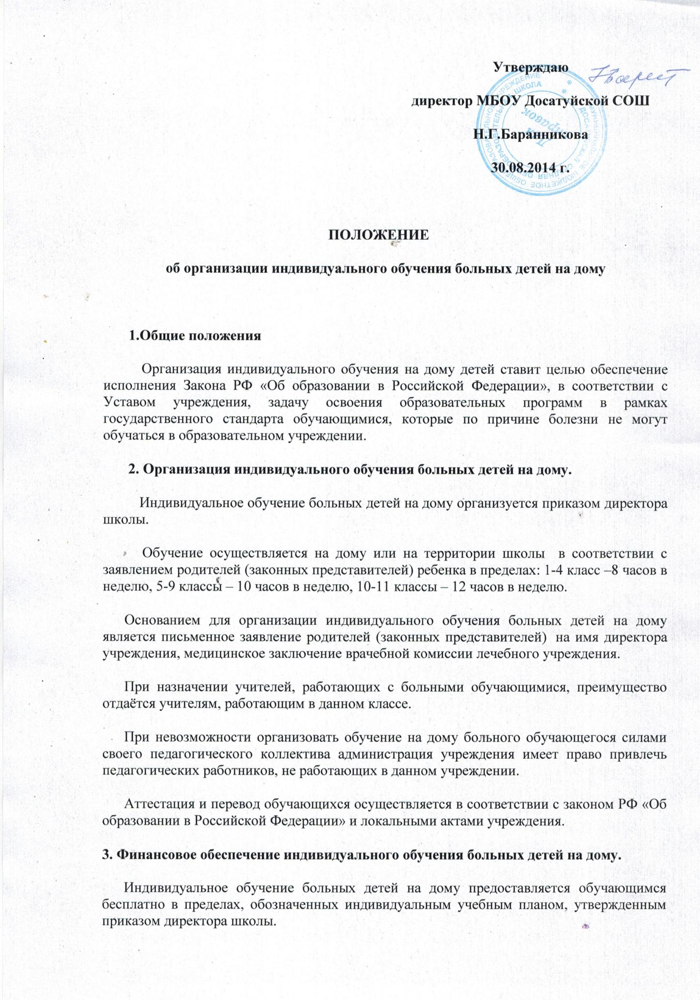 Утверждаю
директор МБОУ Досатуйской СОШ
Н.Г.Баранникова
30.08.2014 г.
Для справок
ПОЛОЖЕНИЕ
об организации индивидуального обучения больных детей на дому
1.Общие положения
Организация индивидуального обучения на дому детей ставит целью обеспечение
исполнения Закона РФ «Об образовании в Российской Федерации», в соответствии с
Уставом учреждения, задачу освоения образовательных программ в рамках
государственного стандарта обучающимися, которые по причине болезни не могут
обучаться в образовательном учреждении.
2. Организация индивидуального обучения больных детей на дому.
Индивидуальное обучение больных детей на дому организуется приказом директора
школы.
Обучение осуществляется на дому или на территории школы в соответствии с
заявлением родителей (законных представителей) ребенка в пределах: 1-4 класс –8 часов в
неделю, 5-9 классы – 10 часов в неделю, 10-11 классы – 12 часов в неделю.
Основанием для организации индивидуального обучения больных детей на дому
является письменное заявление родителей (законных представителей) на имя директора
учреждения, медицинское заключение врачебной комиссии лечебного учреждения.
При назначении учителей, работающих с больными обучающимися, преимущество
отдаётся учителям, работающим в данном классе.
При невозможности организовать обучение на дому больного обучающегося силами
своего педагогического коллектива администрация учреждения имеет право привлечь
педагогических работников, не работающих в данном учреждении.
Аттестация и перевод обучающихся осуществляется в соответствии с законом РФ «Об
образовании в Российской Федерации» и локальными актами учреждения.
3. Финансовое обеспечение индивидуального обучения больных детей на дому.
Индивидуальное обучение больных детей на дому предоставляется обучающимся
бесплатно в пределах, обозначенных индивидуальным учебным планом, утвержденным
приказом директора школы.